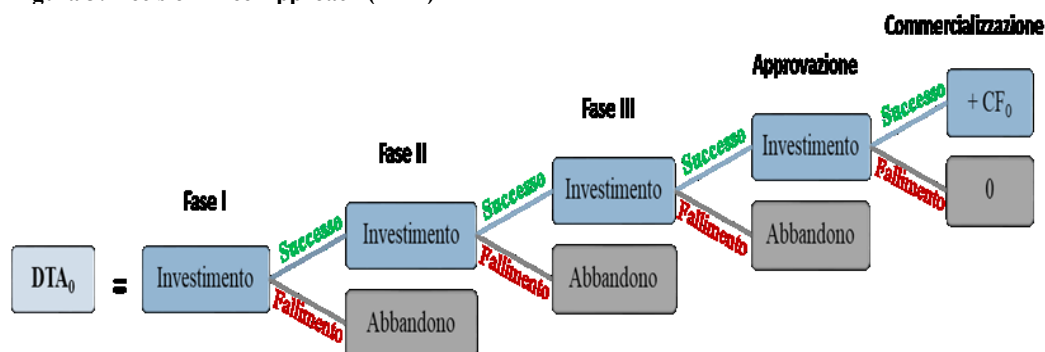 Commercializzazione
Approvazione
Successo
+ CF₀
Fase III
Successo
Investimento
Fallimento
0
Fase II
Successo
Investimento
Fallimento
Abbandono
Fase I
Successo
Investimento
Fallimento
Abbandono
DTA₀
=
Investimento
Fallimento
Abbandono